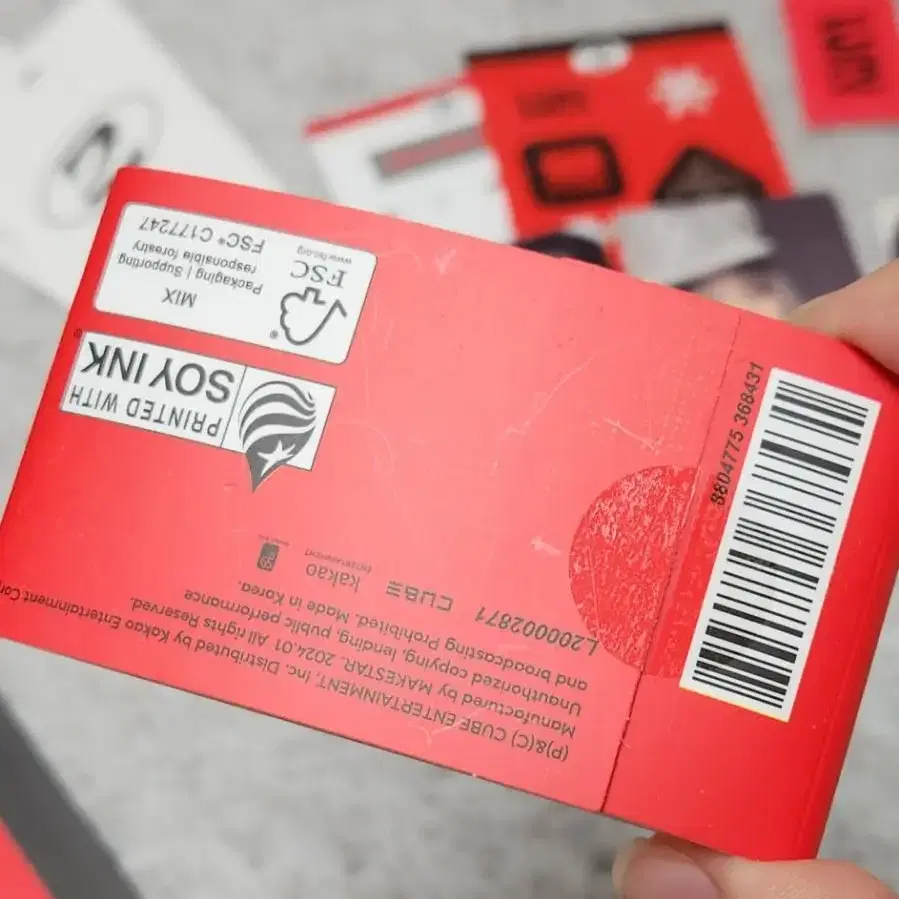 (P)&(C) CUBE ENTERTAINMENT, Inc. Distributed by Kakao Entertainment Corp
Manufactured by MAKESTAR. 2024.01 All rights Reserved.
Unauthorized copying, lending, public performance
and broadcasting Prohibited. Made in Korea.
L200002871
CUBE
kakao
ENTERTAINMENT
PRINTED WITH
SOY INK
FSC
www.fsc.org
MIX
Packaging | Supporting
responsible forestry
FSC® C177247
8804775 368431